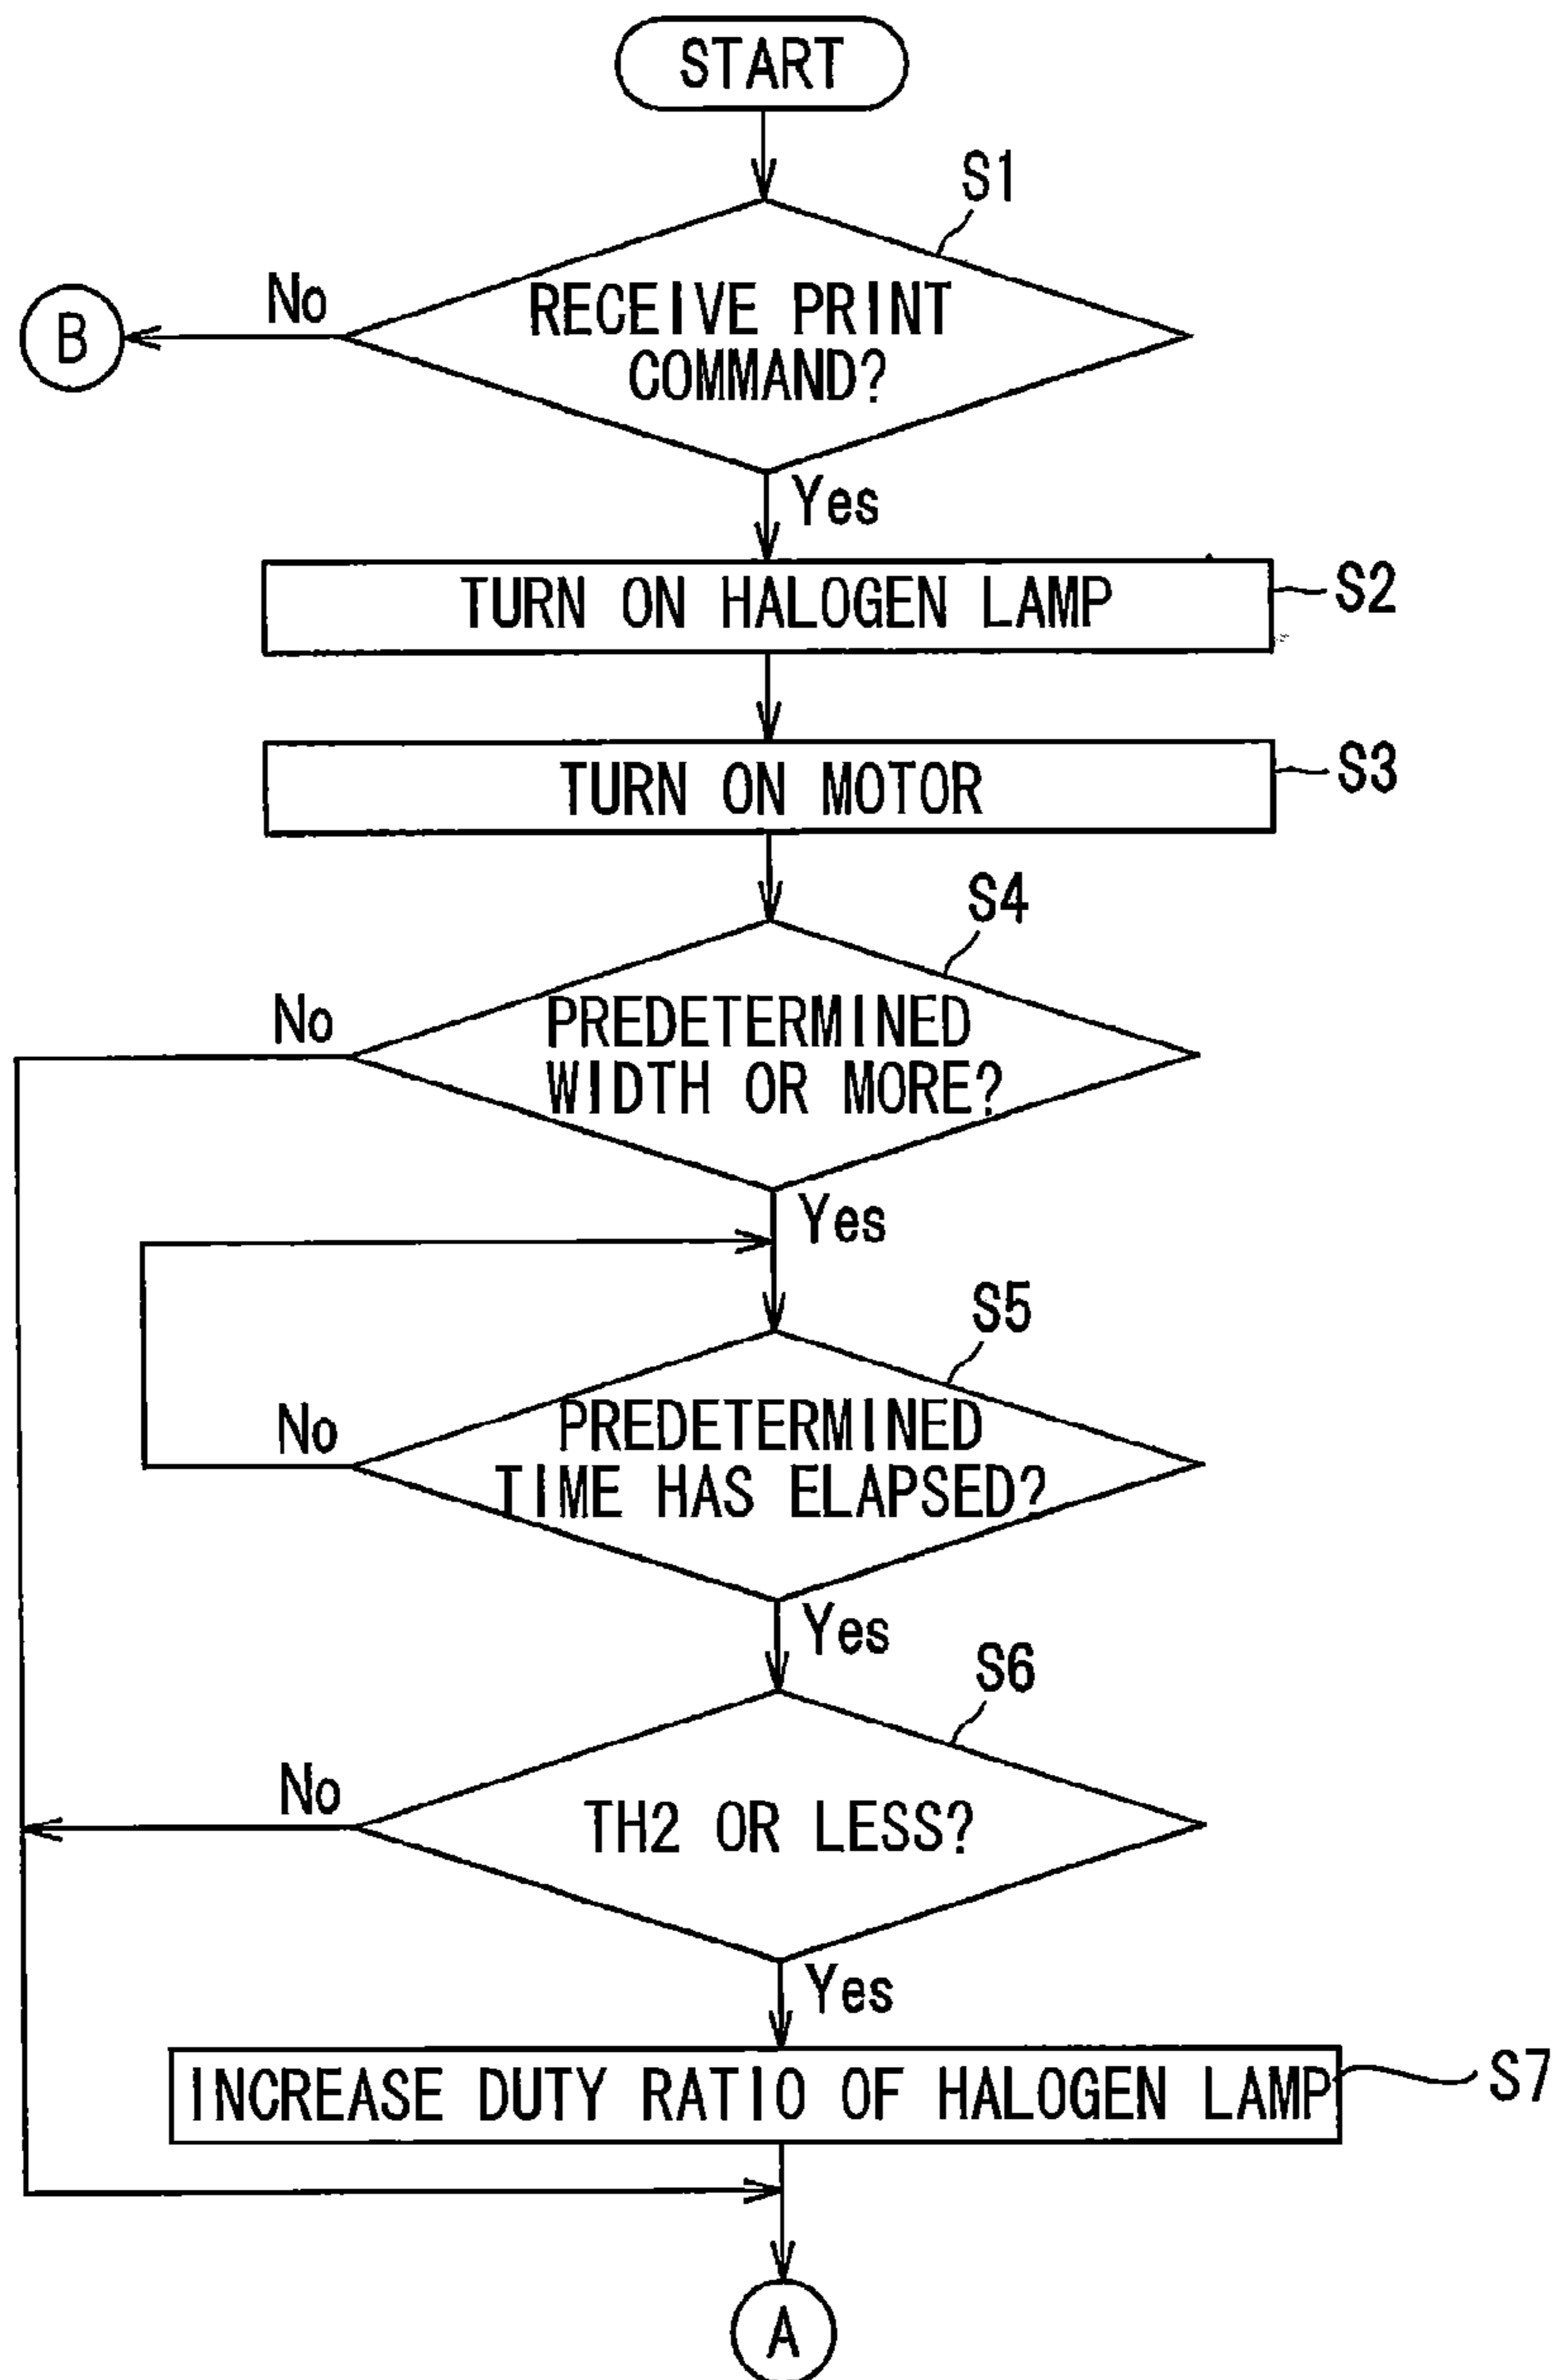 START
S1
No
B
RECEIVE PRINT
COMMAND?
Yes
TURN ON HALOGEN LAMP
S2
TURN ON MOTOR
S3
S4
No
PREDETERMINED
WIDTH OR MORE?
Yes
S5
No
PREDETERMINED
TIME HAS ELAPSED?
Yes
S6
No
TH2 OR LESS?
Yes
INCREASE DUTY RATIO OF HALOGEN LAMP
S7
A